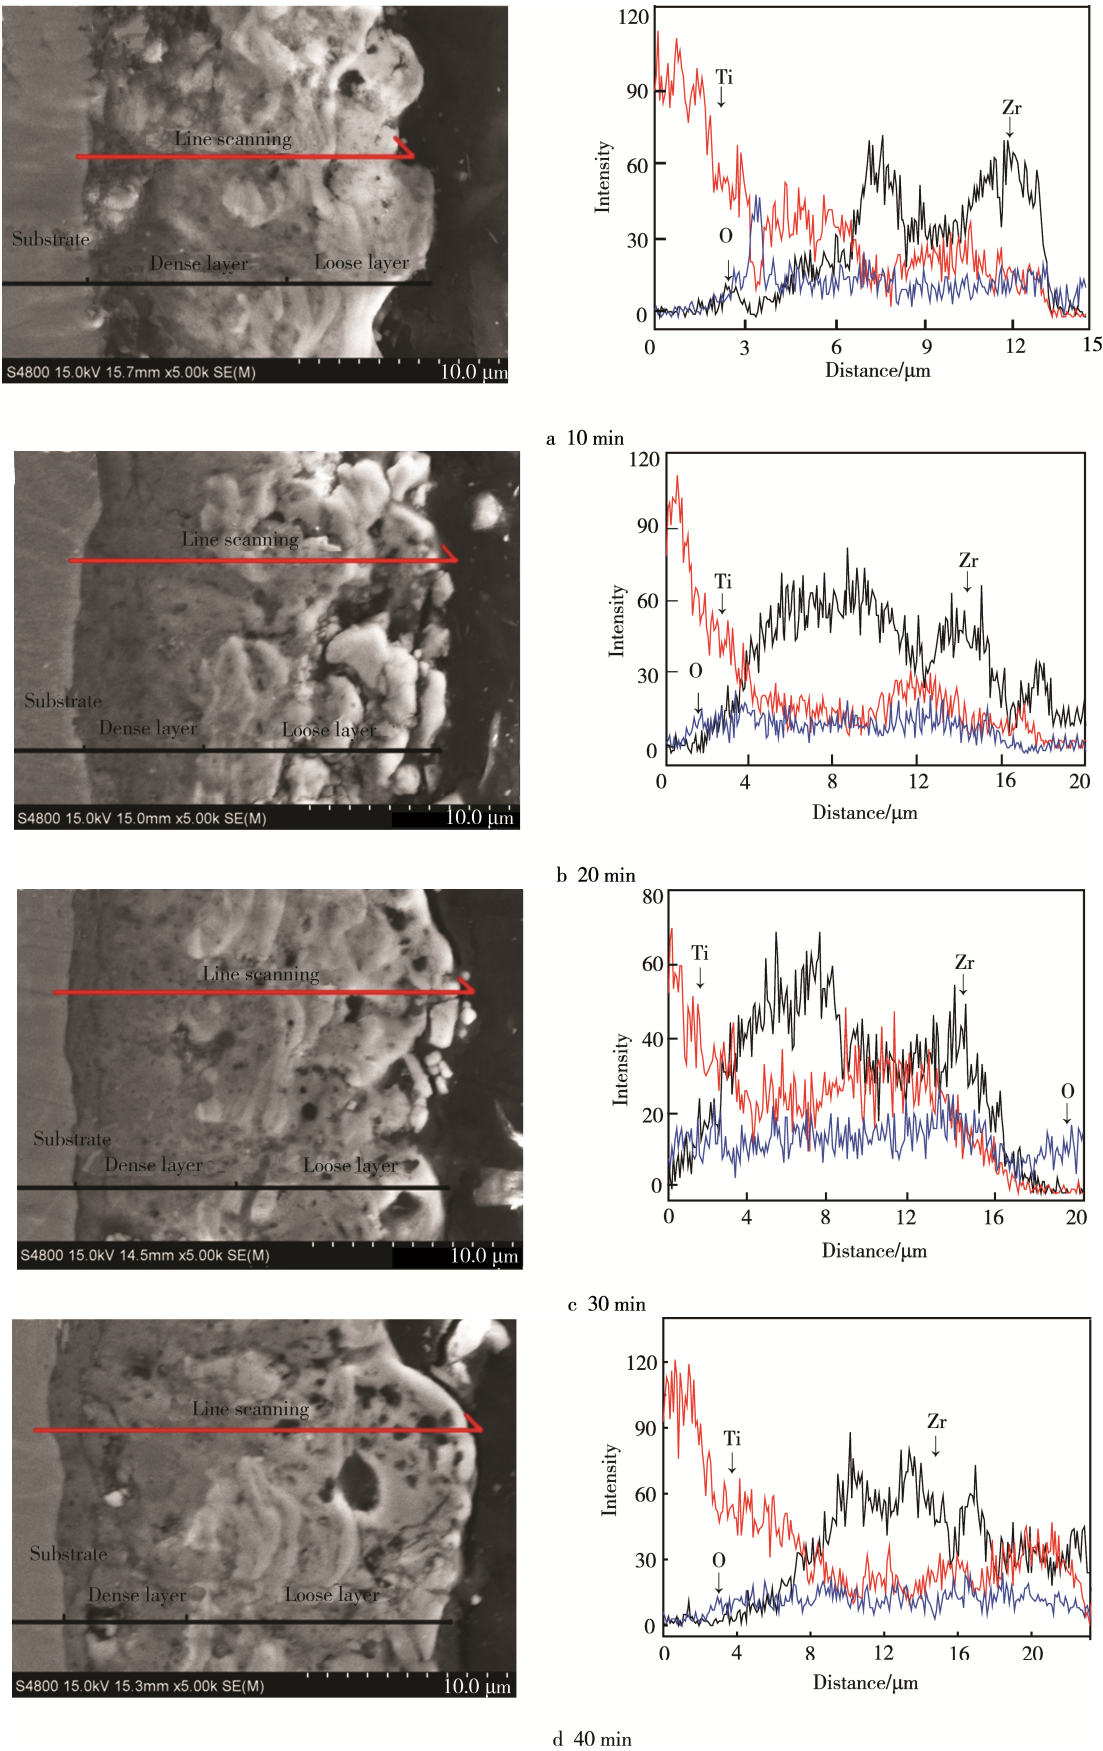 Line scanning
Substrate
Dense layer
Loose layer
S4800 15.0kV 15.7mm x5.00k SE(M)
10.0 μm
120
90
60
30
0
Intensity
Ti
Zr
O
0 3 6 9 12 15
Distance/μm
a 10 min
Line scanning
Substrate
Dense layer
Loose layer
S4800 15.0kV 15.0mm x5.00k SE(M)
10.0 μm
120
90
60
30
0
Intensity
Ti
Zr
O
0 4 8 12 16 20
Distance/μm
b 20 min
Line scanning
Substrate
Dense layer
Loose layer
S4800 15.0kV 14.5mm x5.00k SE(M)
10.0 μm
80
60
40
20
0
Intensity
Ti
Zr
O
0 4 8 12 16 20
Distance/μm
c 30 min
Line scanning
Substrate
Dense layer
Loose layer
S4800 15.0kV 15.3mm x5.00k SE(M)
10.0 μm
120
90
60
30
0
Intensity
Ti
Zr
O
0 4 8 12 16 20
Distance/μm
d 40 min